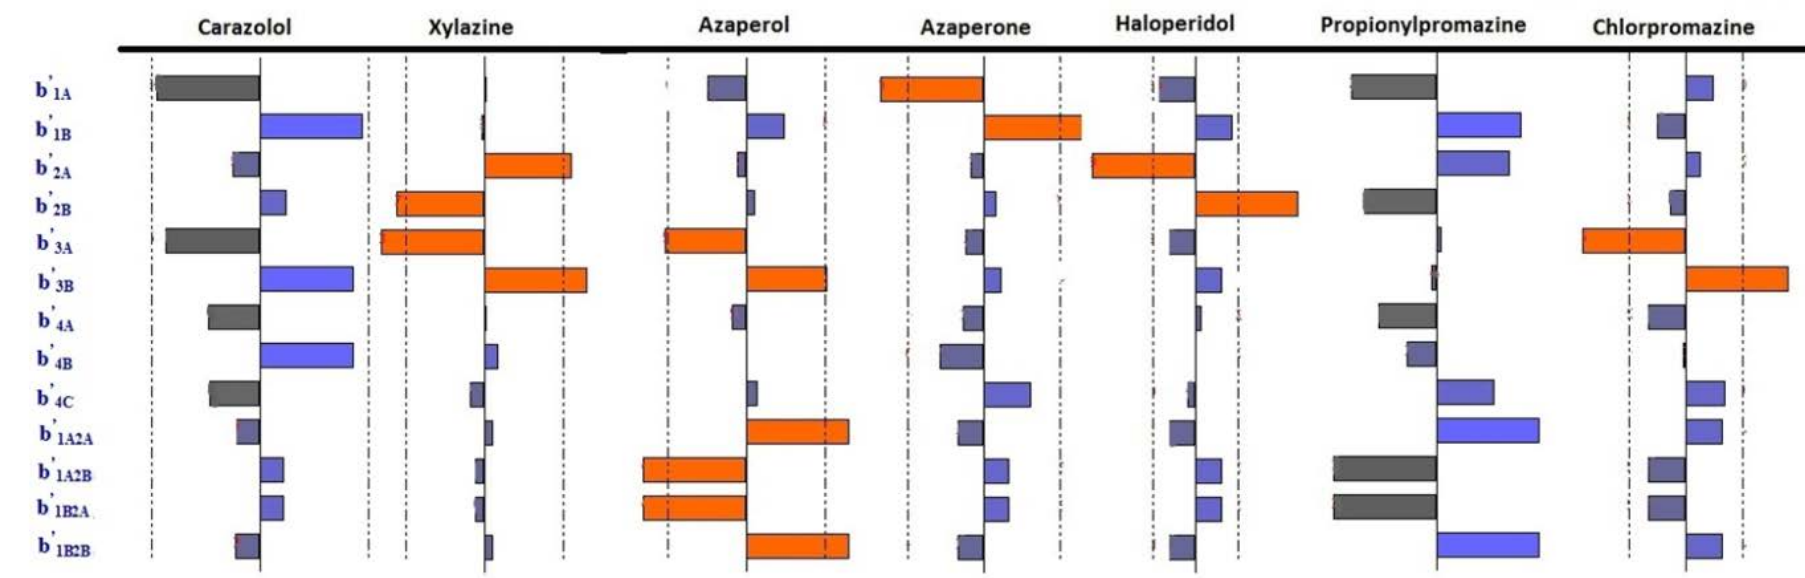 Carazolol Xylazine Azaperol Azaperone Haloperidol Propionylpromazine Chlorpromazine
b'1A
b'1B
b'2A
b'2B
b'3A
b'3B
b'4A
b'4B
b'4C
b'1A2A
b'1A2B
b'1B2A
b'1B2B